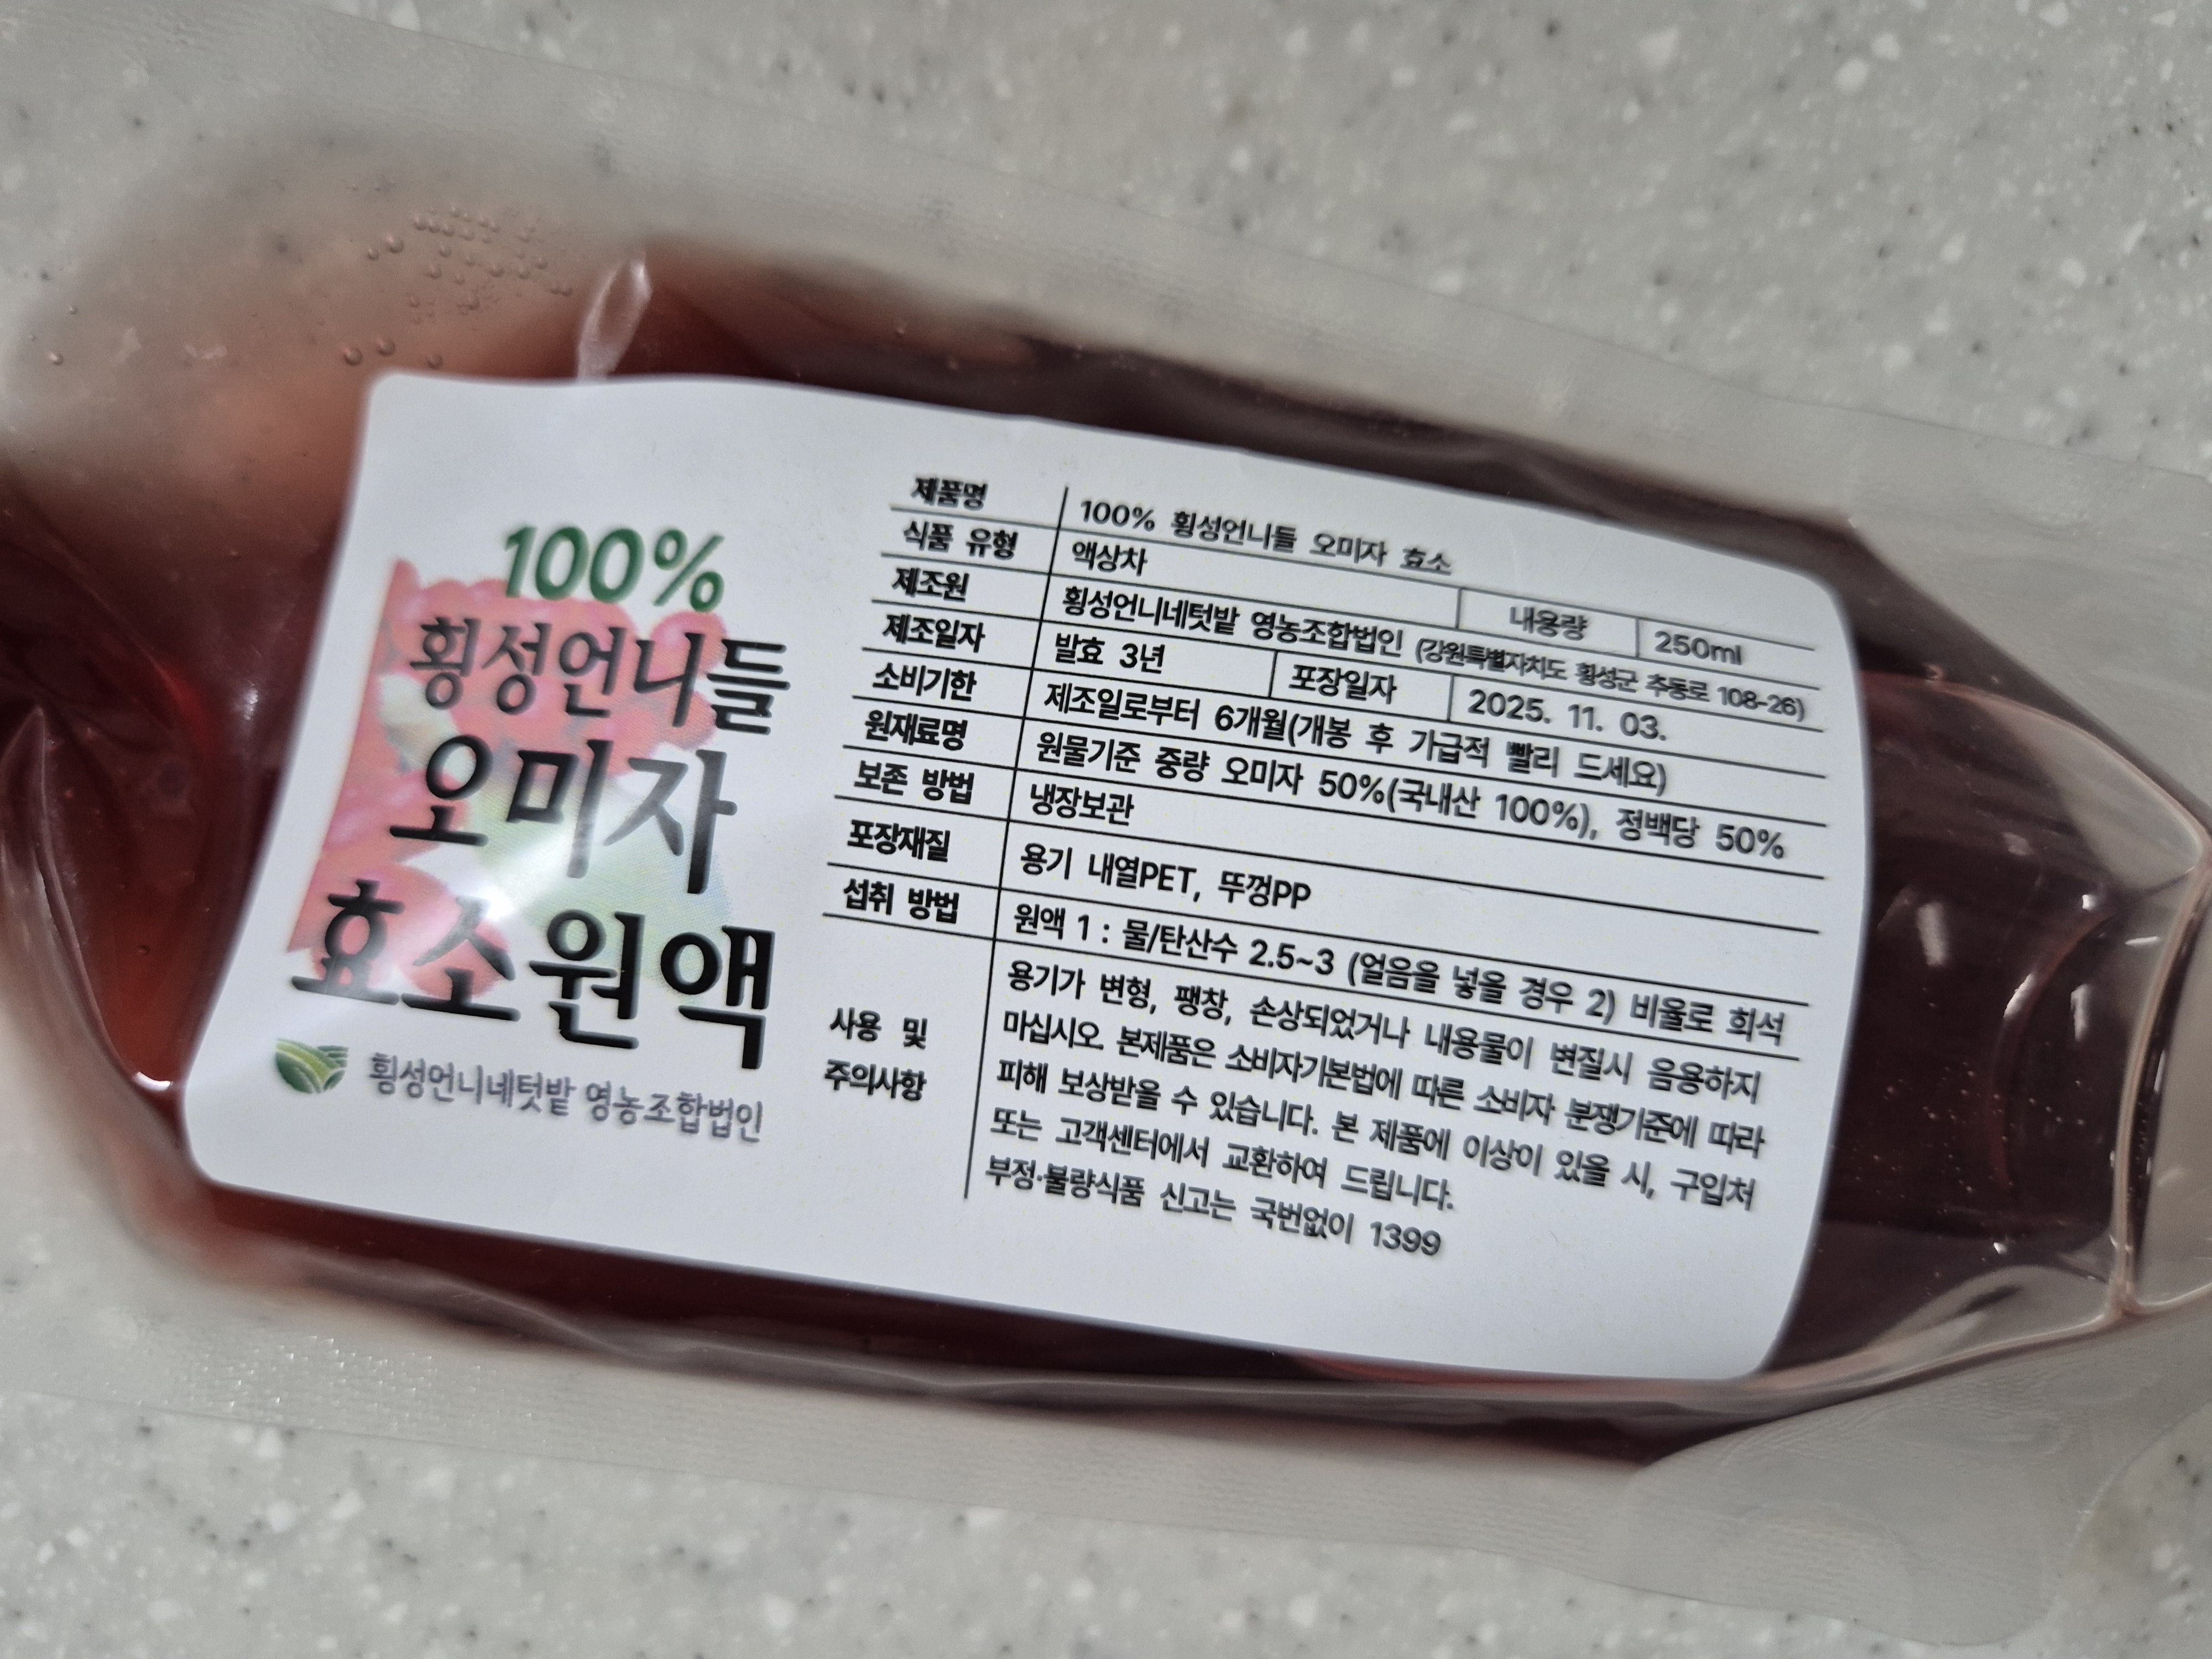 100%
횡성언니들
오미자
효소원액
횡성언니네텃밭 영농조합법인
제품명 100% 횡성언니들 오미자 효소
식품 유형 액상차 내용량 250ml
제조원 횡성언니네텃밭 영농조합법인 (강원특별자치도 횡성군 추동로 108-26)
제조일자 발효 3년 포장일자 2025. 11. 03.
소비기한 제조일로부터 6개월(개봉 후 가급적 빨리 드세요)
원재료명 원물기준 중량 오미자 50%(국내산 100%), 정백당 50%
보존 방법 냉장보관
포장재질 용기 내열PET, 뚜껑PP
섭취 방법 원액 1 : 물/탄산수 2.5~3 (얼음을 넣을 경우 2) 비율로 희석
사용 및
주의사항
용기가 변형, 팽창, 손상되었거나 내용물이 변질시 음용하지
마십시오. 본제품은 소비자기본법에 따른 소비자 분쟁기준에 따라
피해 보상받을 수 있습니다. 본 제품에 이상이 있을 시, 구입처
또는 고객센터에서 교환하여 드립니다.
부정·불량식품 신고는 국번없이 1399